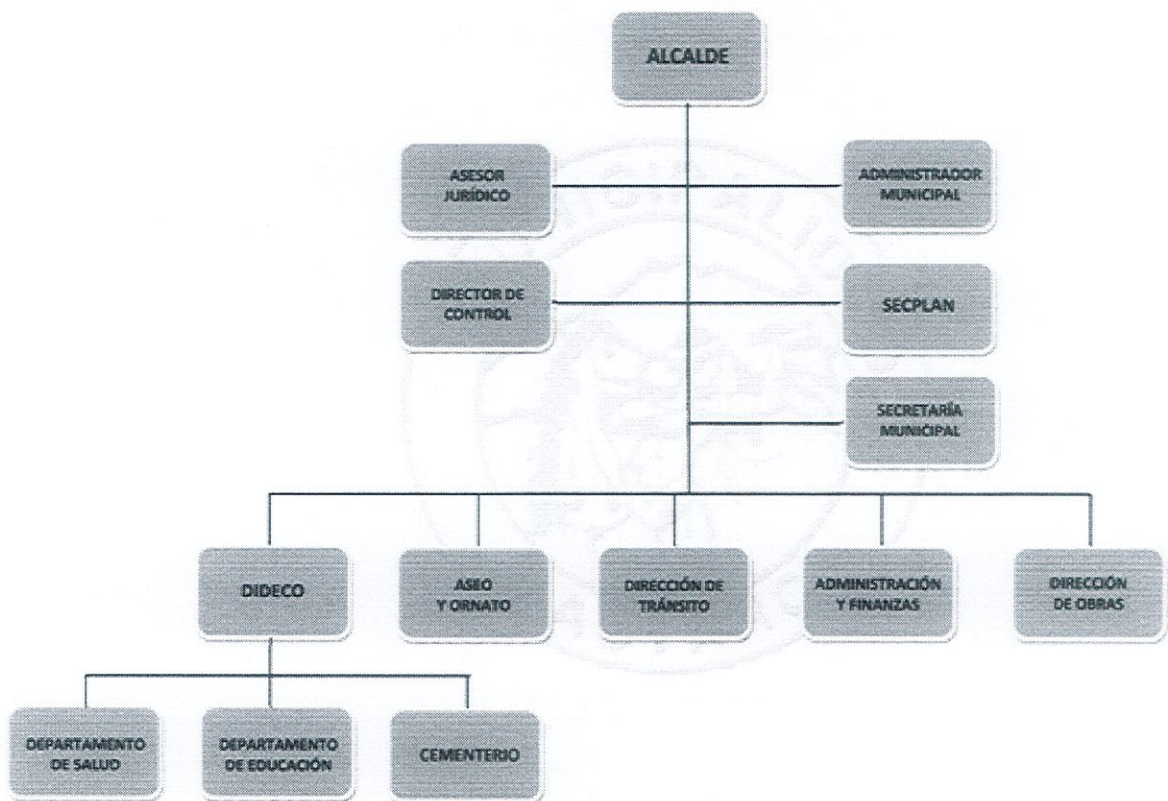 ALCALDE
ASESOR
JURÍDICO
ADMINISTRADOR
MUNICIPAL
DIRECTOR DE
CONTROL
SECPLAN
SECRETARÍA
MUNICIPAL
DIDECO
ASEO
Y ORNATO
DIRECCIÓN DE
TRÁNSITO
ADMINISTRACIÓN
Y FINANZAS
DIRECCIÓN
DE OBRAS
DEPARTAMENTO
DE SALUD
DEPARTAMENTO
DE EDUCACIÓN
CEMENTERIO